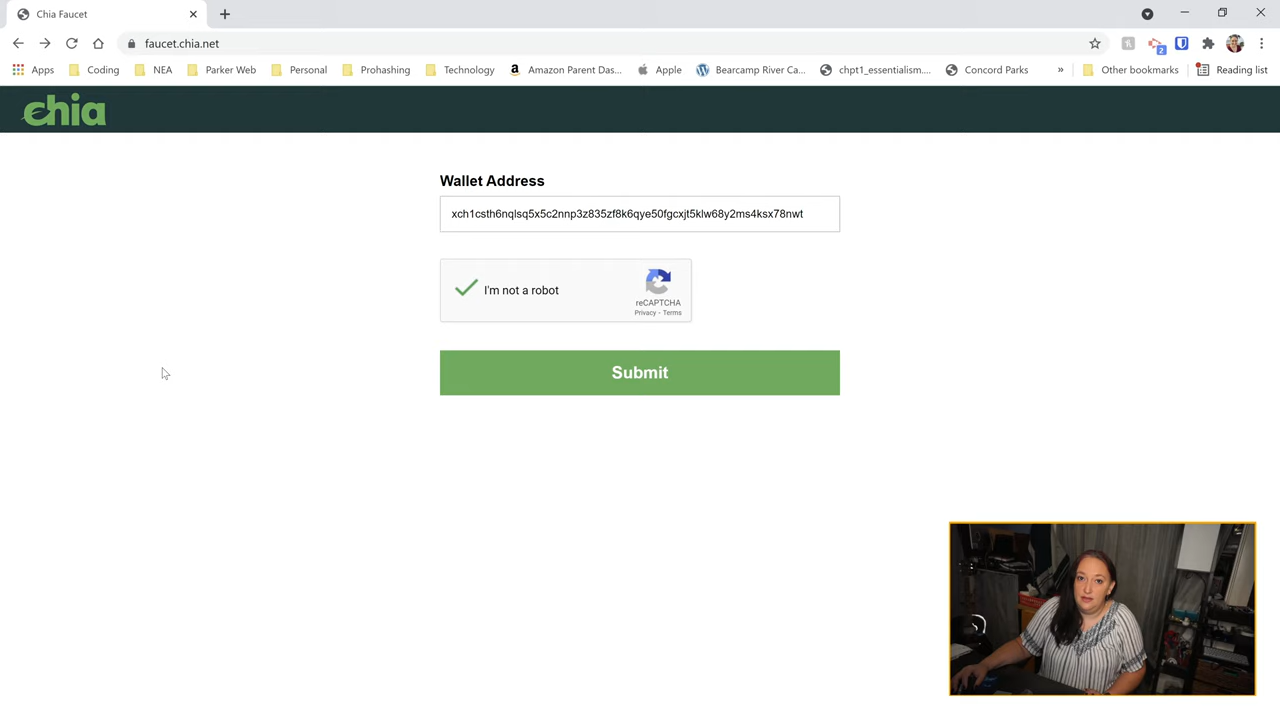 Chia Faucet
faucet.chia.net
2
Apps Coding NEA Parker Web Personal Prohashing Technology Amazon Parent Das... Apple Bearcamp River Ca... chpt1_essentialism.... Concord Parks » Other bookmarks Reading list
chia
Wallet Address
xch1csth6nqlsq5x5c2nnp3z835zf8k6qye50fgcxjt5klw68y2ms4ksx78nwt
I'm not a robot
reCAPTCHA
Privacy - Terms
Submit